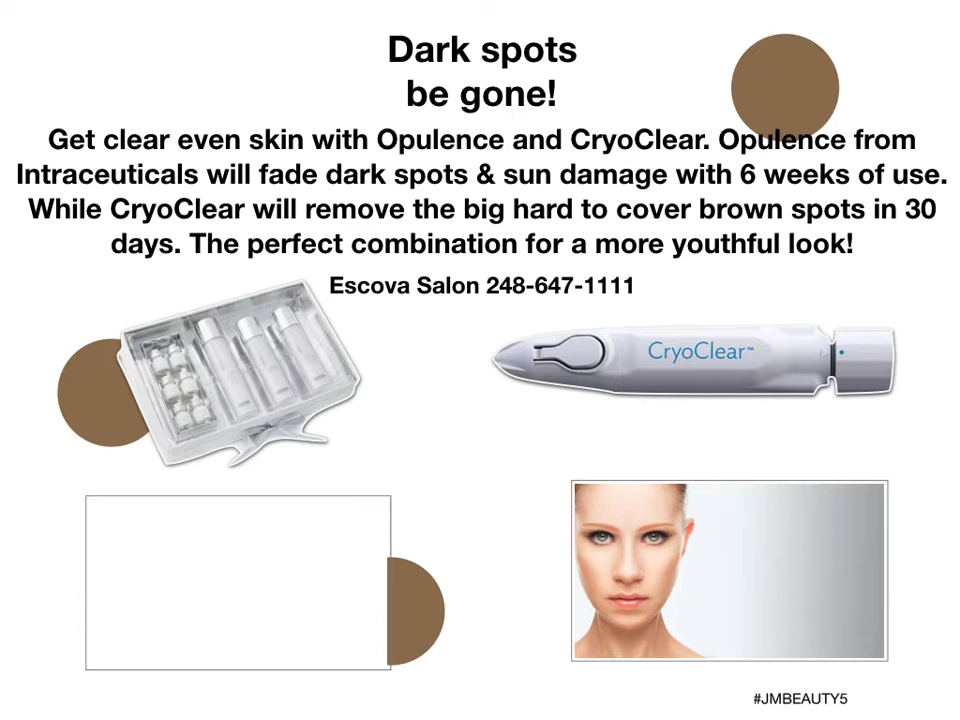 Dark spots
be gone!
Get clear even skin with Opulence and CryoClear. Opulence from
Intraceuticals will fade dark spots & sun damage with 6 weeks of use.
While CryoClear will remove the big hard to cover brown spots in 30
days. The perfect combination for a more youthful look!
Escova Salon 248-647-1111
CryoClear™
#JMBEAUTY5